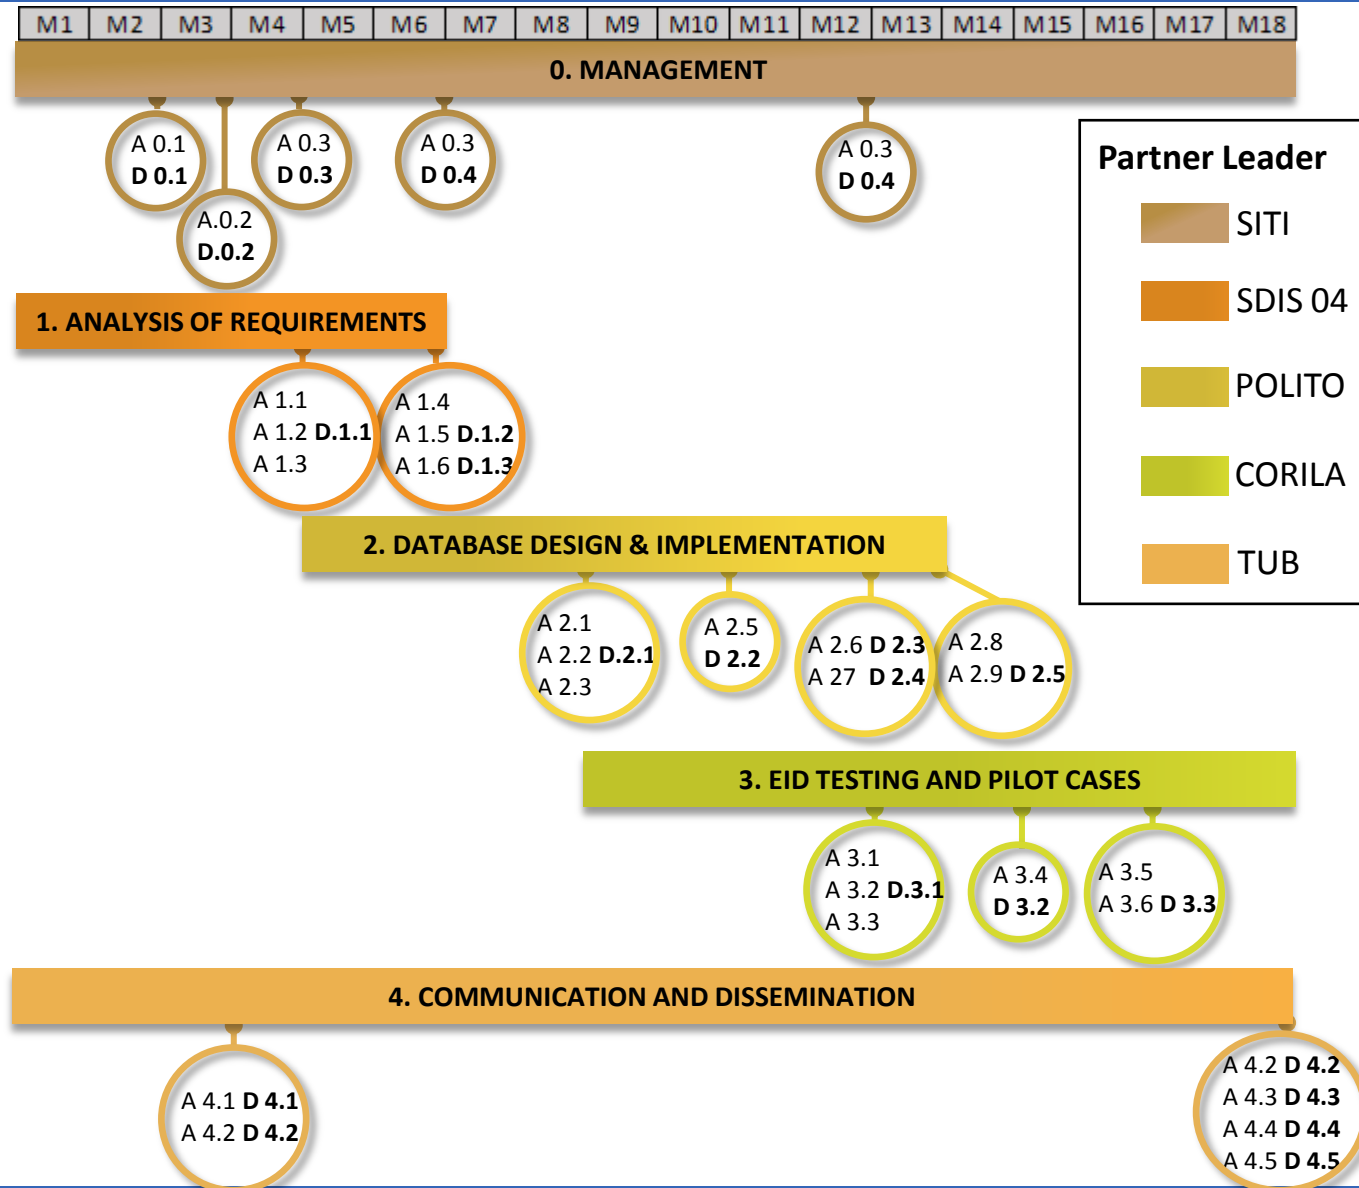 M1 M2 M3 M4 M5 M6 M7 M8 M9 M10 M11 M12 M13 M14 M15 M16 M17 M18
0. MANAGEMENT
A 0.1
D 0.1
A.0.2
D.0.2
A 0.3
D 0.3
A 0.3
D 0.4
A 0.3
D 0.4
Partner Leader
SITI
SDIS 04
POLITO
CORILA
TUB
1. ANALYSIS OF REQUIREMENTS
A 1.1
A 1.2 D.1.1
A 1.3
A 1.4
A 1.5 D.1.2
A 1.6 D.1.3
2. DATABASE DESIGN & IMPLEMENTATION
A 2.1
A 2.2 D.2.1
A 2.3
A 2.5
D 2.2
A 2.6 D 2.3
A 27 D 2.4
A 2.8
A 2.9 D 2.5
3. EID TESTING AND PILOT CASES
A 3.1
A 3.2 D.3.1
A 3.3
A 3.4
D 3.2
A 3.5
A 3.6 D 3.3
4. COMMUNICATION AND DISSEMINATION
A 4.1 D 4.1
A 4.2 D 4.2
A 4.2 D 4.2
A 4.3 D 4.3
A 4.4 D 4.4
A 4.5 D 4.5